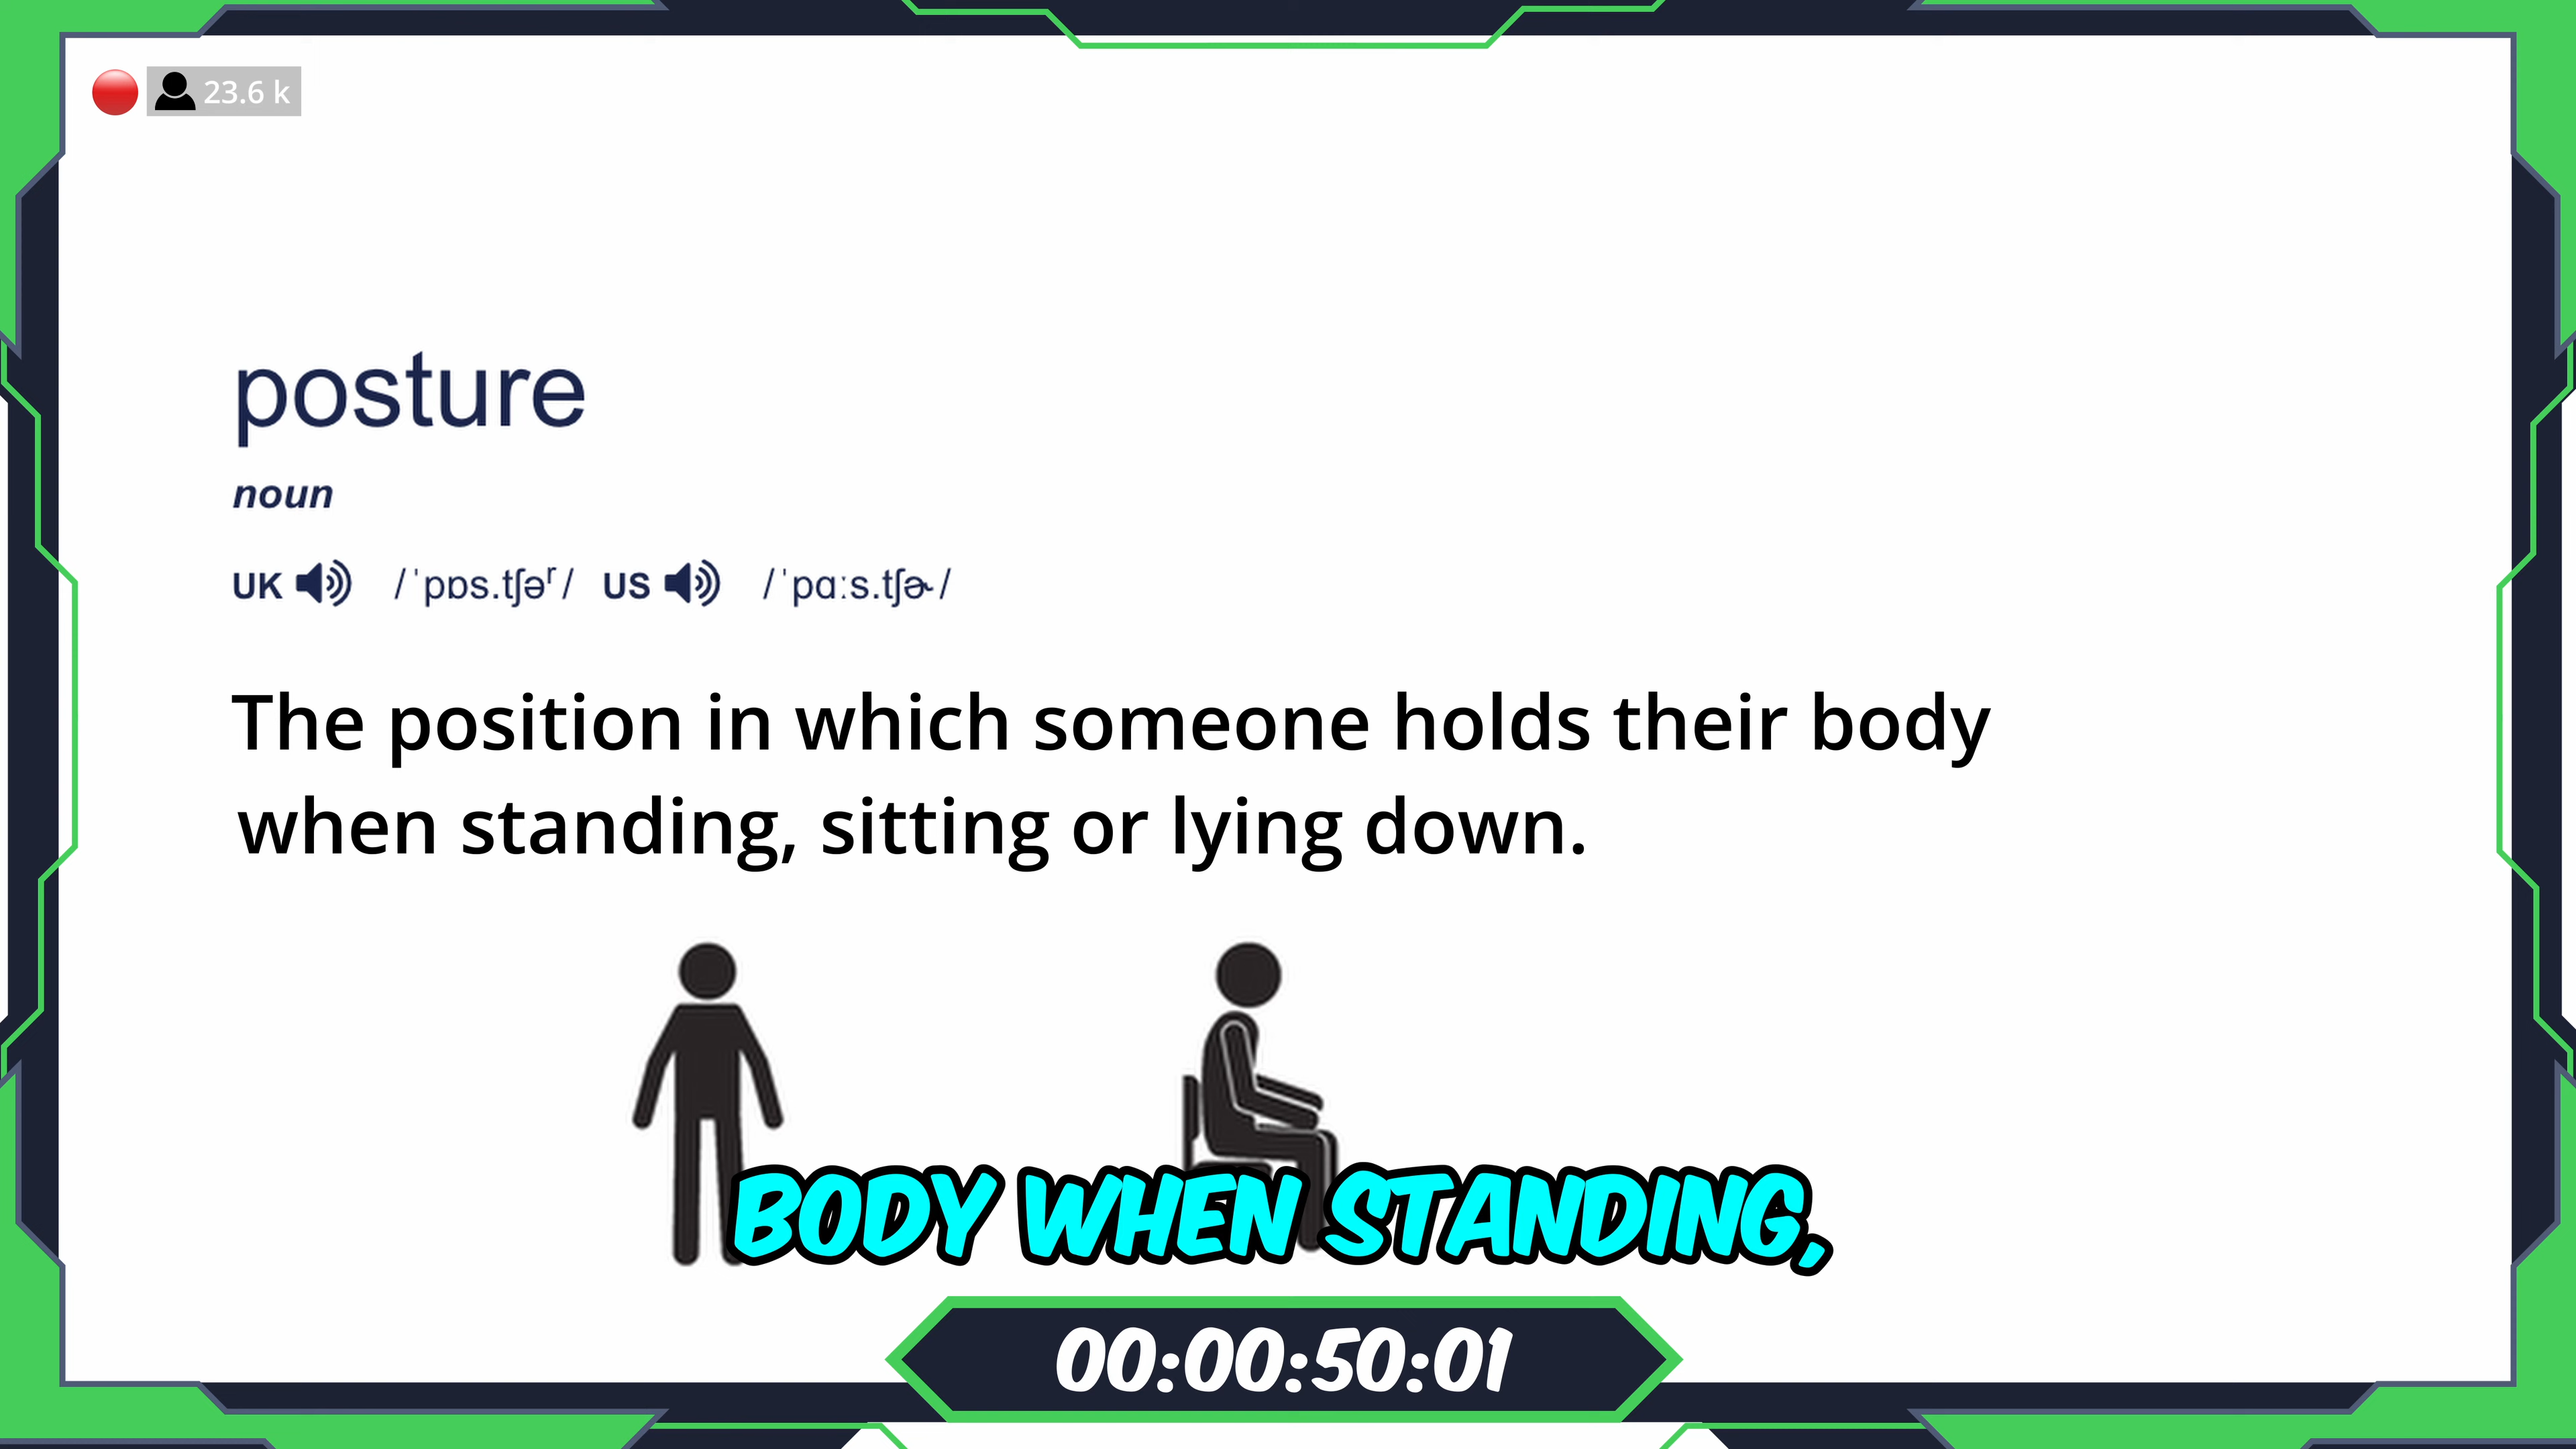 23.6 k
posture
noun
UK /ˈpɒs.tʃəʳ/ US /ˈpɑːs.tʃɚ/
The position in which someone holds their body
when standing, sitting or lying down.
BODY WHEN STANDING,
00:00:50:01